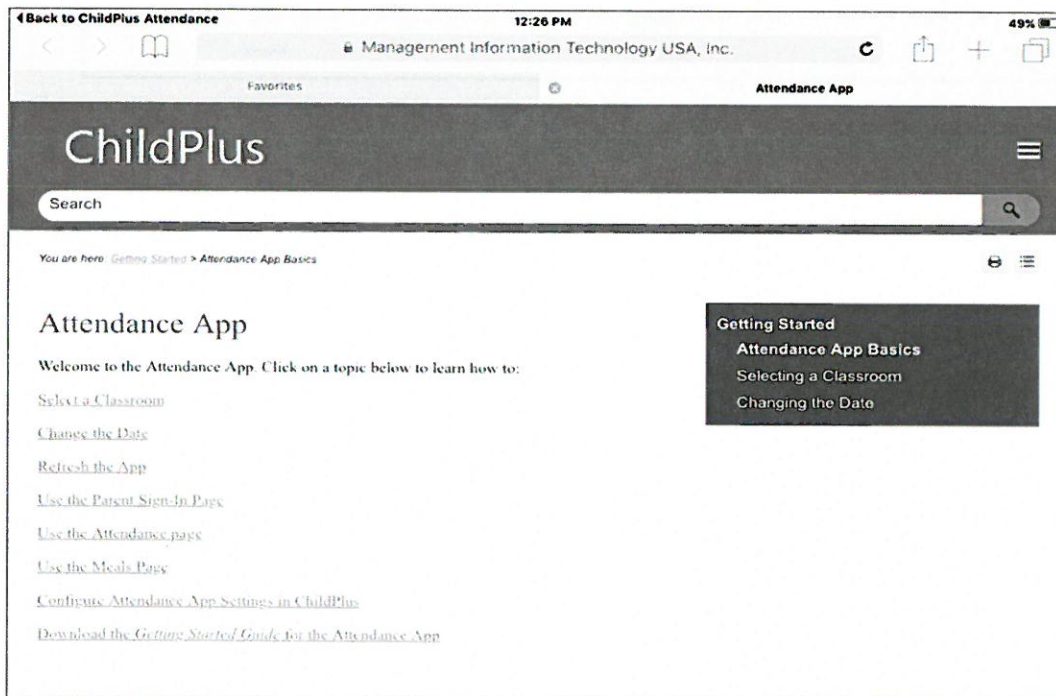 Back to ChildPlus Attendance 12:26 PM 49%
Management Information Technology USA, Inc.
Favorites Attendance App
ChildPlus
Search
You are here: Getting Started > Attendance App Basics
Attendance App
Welcome to the Attendance App. Click on a topic below to learn how to:
Select a Classroom
Change the Date
Refresh the App
Use the Parent Sign-In Page
Use the Attendance page
Use the Meals Page
Configure Attendance App Settings in ChildPlus
Download the Getting Started Guide for the Attendance App
Getting Started
Attendance App Basics
Selecting a Classroom
Changing the Date